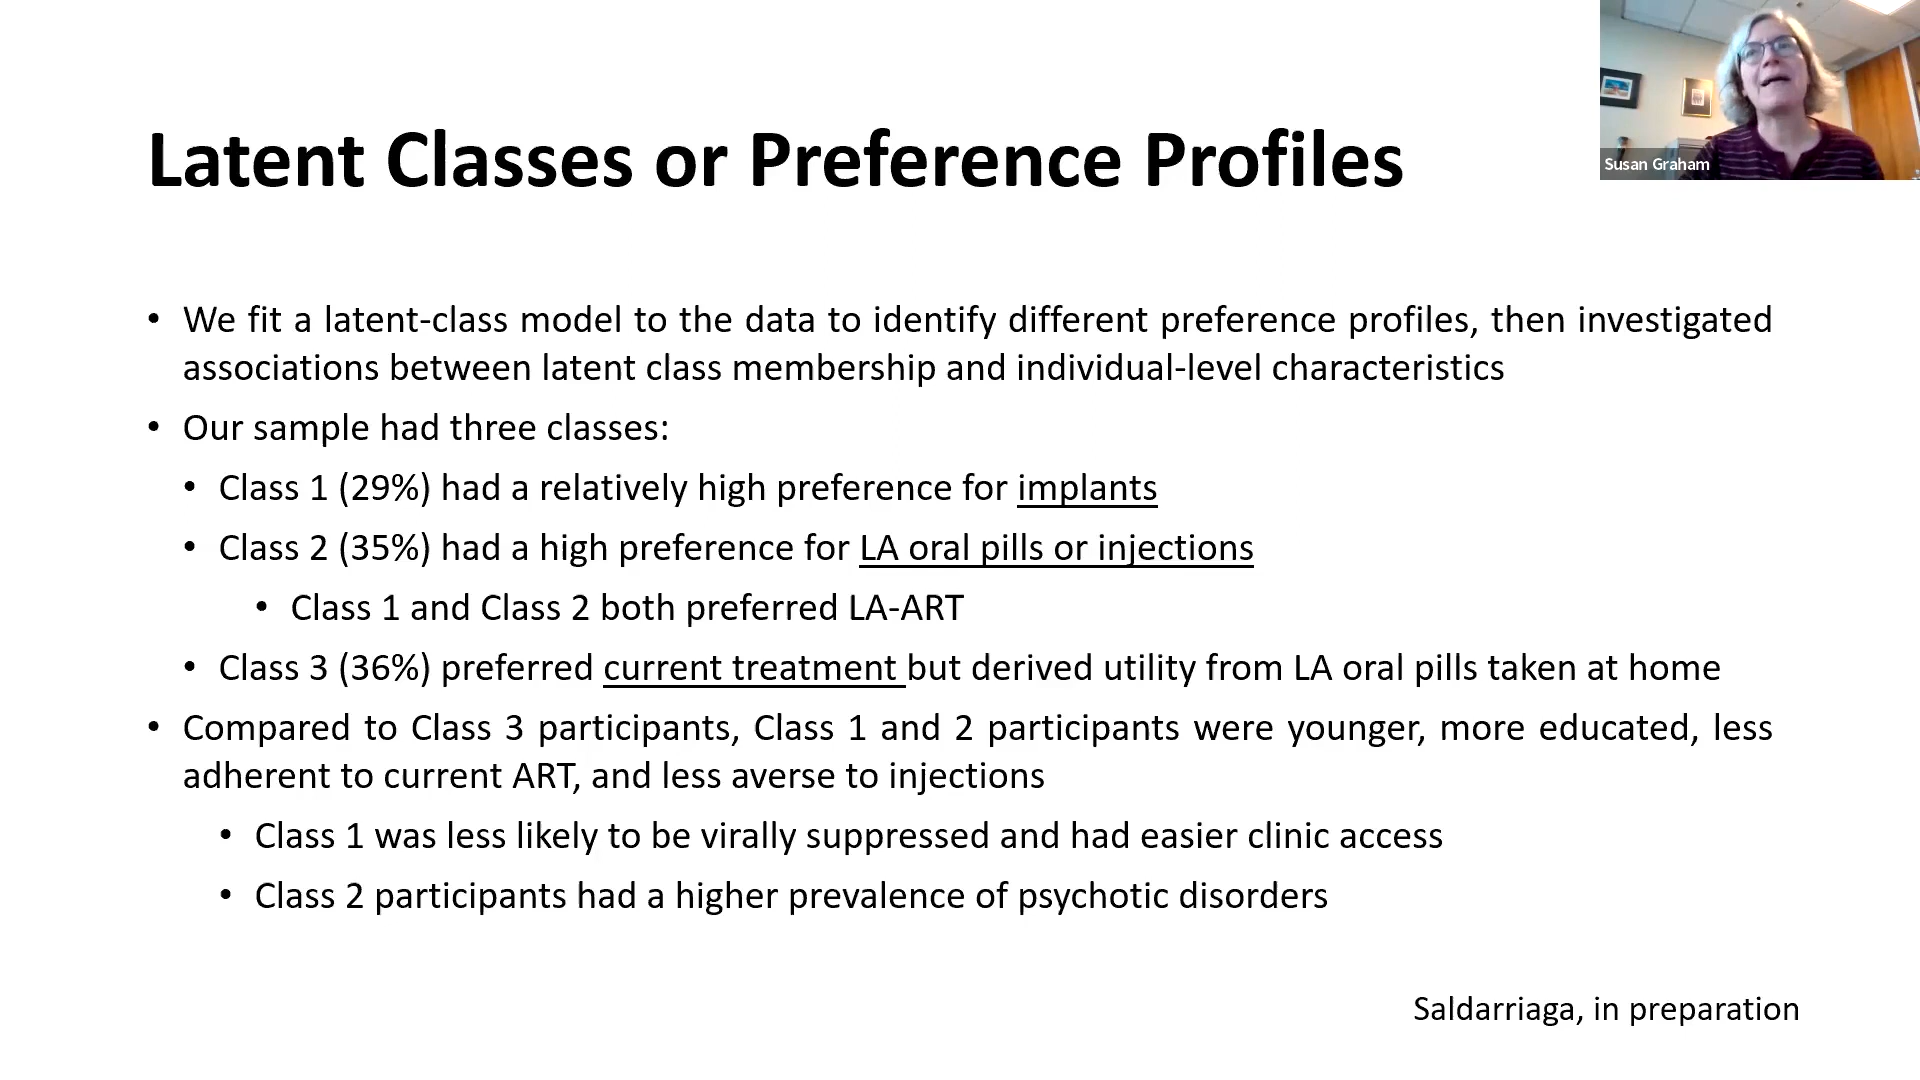 Susan Graham
Latent Classes or Preference Profiles
• We fit a latent-class model to the data to identify different preference profiles, then investigated
associations between latent class membership and individual-level characteristics
• Our sample had three classes:
• Class 1 (29%) had a relatively high preference for implants
• Class 2 (35%) had a high preference for LA oral pills or injections
• Class 1 and Class 2 both preferred LA-ART
• Class 3 (36%) preferred current treatment but derived utility from LA oral pills taken at home
• Compared to Class 3 participants, Class 1 and 2 participants were younger, more educated, less
adherent to current ART, and less averse to injections
• Class 1 was less likely to be virally suppressed and had easier clinic access
• Class 2 participants had a higher prevalence of psychotic disorders
Saldarriaga, in preparation